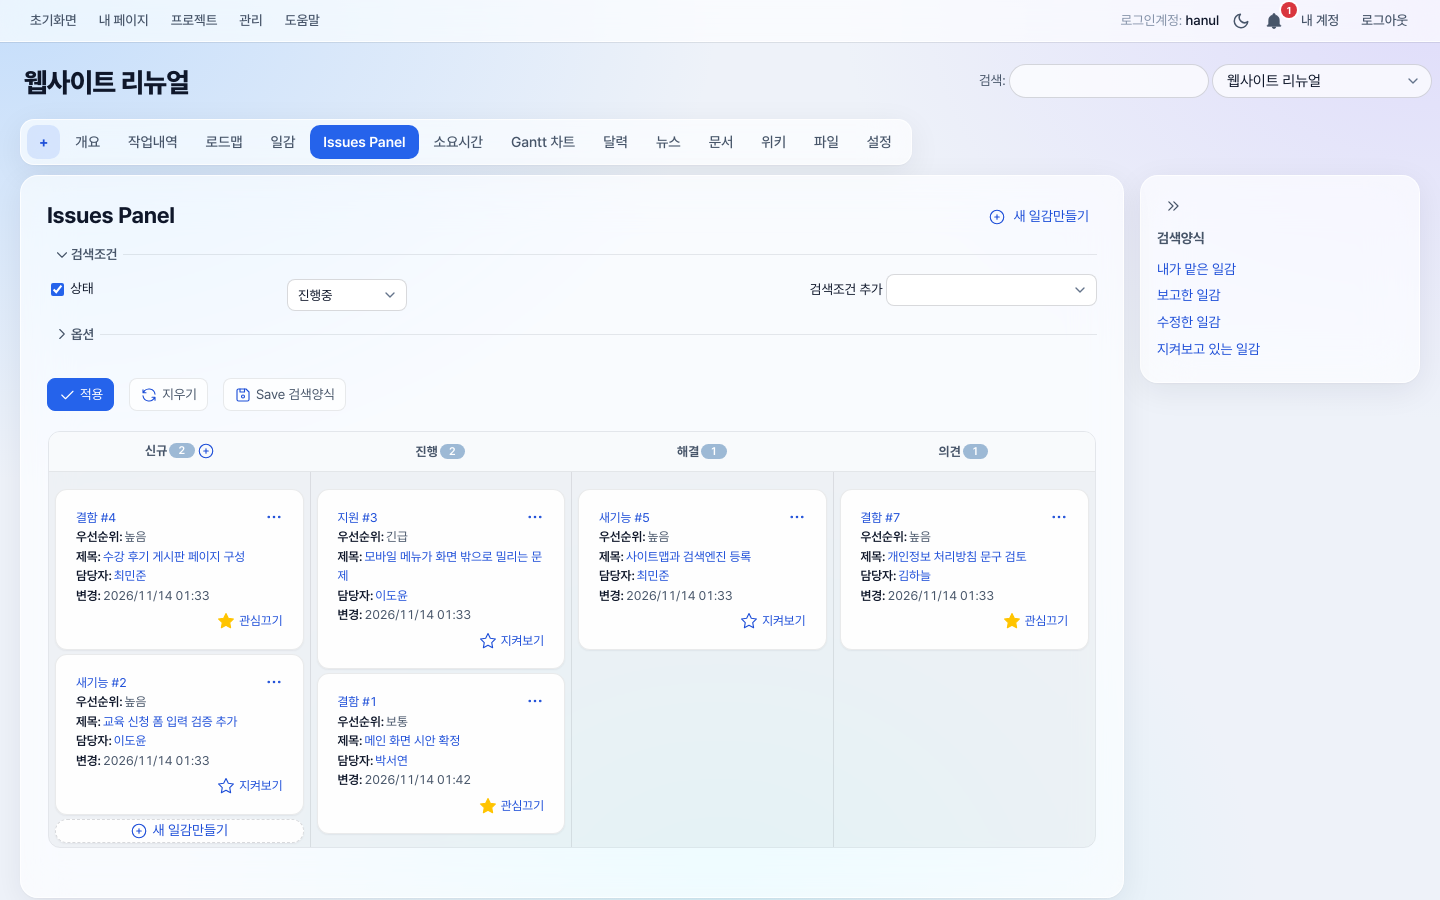 초기화면 내 페이지 프로젝트 관리 도움말
로그인계정: hanul 1 내 계정 로그아웃
웹사이트 리뉴얼
검색: 웹사이트 리뉴얼
+ 개요 작업내역 로드맵 일감 Issues Panel 소요시간 Gantt 차트 달력 뉴스 문서 위키 파일 설정
Issues Panel
새 일감만들기
검색조건
상태 진행중 검색조건 추가
옵션
적용 지우기 Save 검색양식
신규 2
진행 2
해결 1
의견 1
결함 #4
우선순위: 높음
제목: 수강 후기 게시판 페이지 구성
담당자: 최민준
변경: 2026/11/14 01:33
관심끄기
새기능 #2
우선순위: 높음
제목: 교육 신청 폼 입력 검증 추가
담당자: 이도윤
변경: 2026/11/14 01:33
지켜보기
새 일감만들기
지원 #3
우선순위: 긴급
제목: 모바일 메뉴가 화면 밖으로 밀리는 문
제
담당자: 이도윤
변경: 2026/11/14 01:33
지켜보기
결함 #1
우선순위: 보통
제목: 메인 화면 시안 확정
담당자: 박서연
변경: 2026/11/14 01:42
관심끄기
새기능 #5
우선순위: 높음
제목: 사이트맵과 검색엔진 등록
담당자: 최민준
변경: 2026/11/14 01:33
지켜보기
결함 #7
우선순위: 높음
제목: 개인정보 처리방침 문구 검토
담당자: 김하늘
변경: 2026/11/14 01:33
관심끄기
검색양식
내가 맡은 일감
보고한 일감
수정한 일감
지켜보고 있는 일감